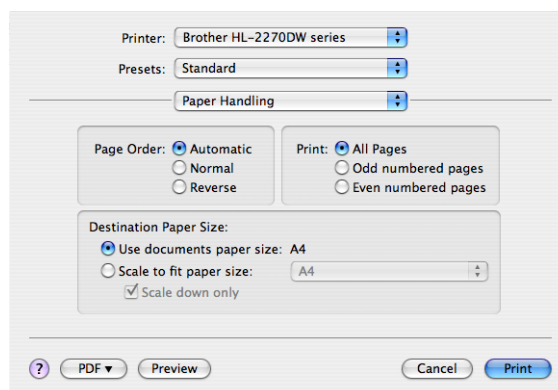 Printer: Brother HL-2270DW series
Presets: Standard
Paper Handling
Page Order: Automatic
Normal
Reverse
Print: All Pages
Odd numbered pages
Even numbered pages
Destination Paper Size:
Use documents paper size: A4
Scale to fit paper size: A4
Scale down only
? PDF ▼ Preview Cancel Print